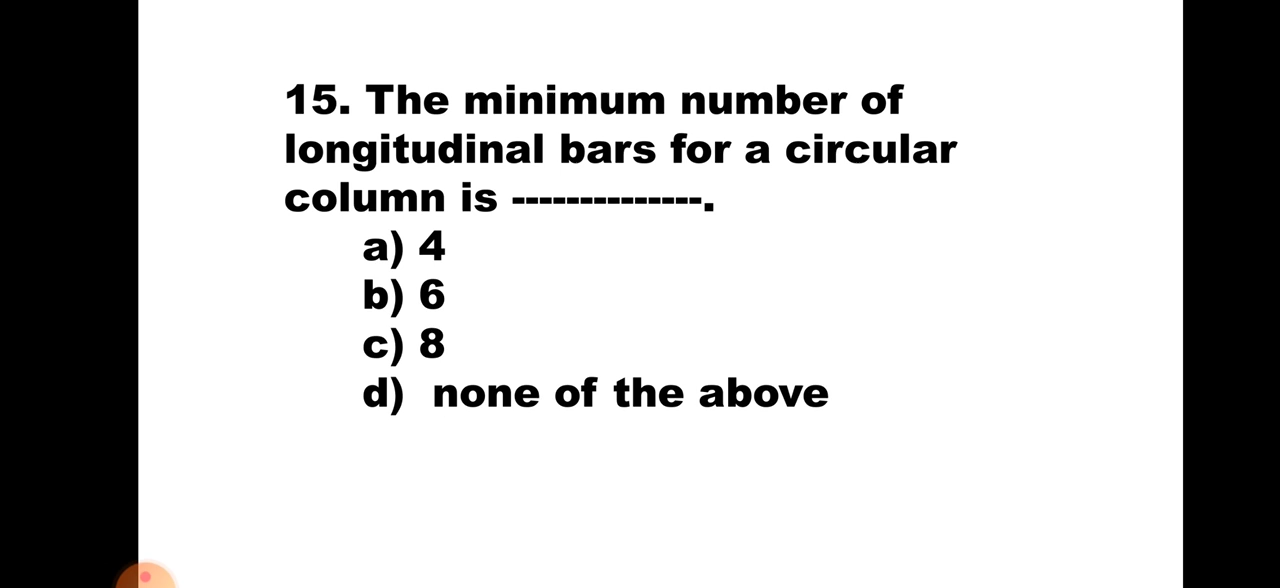 15. The minimum number of
longitudinal bars for a circular
column is --------------.
a) 4
b) 6
c) 8
d) none of the above